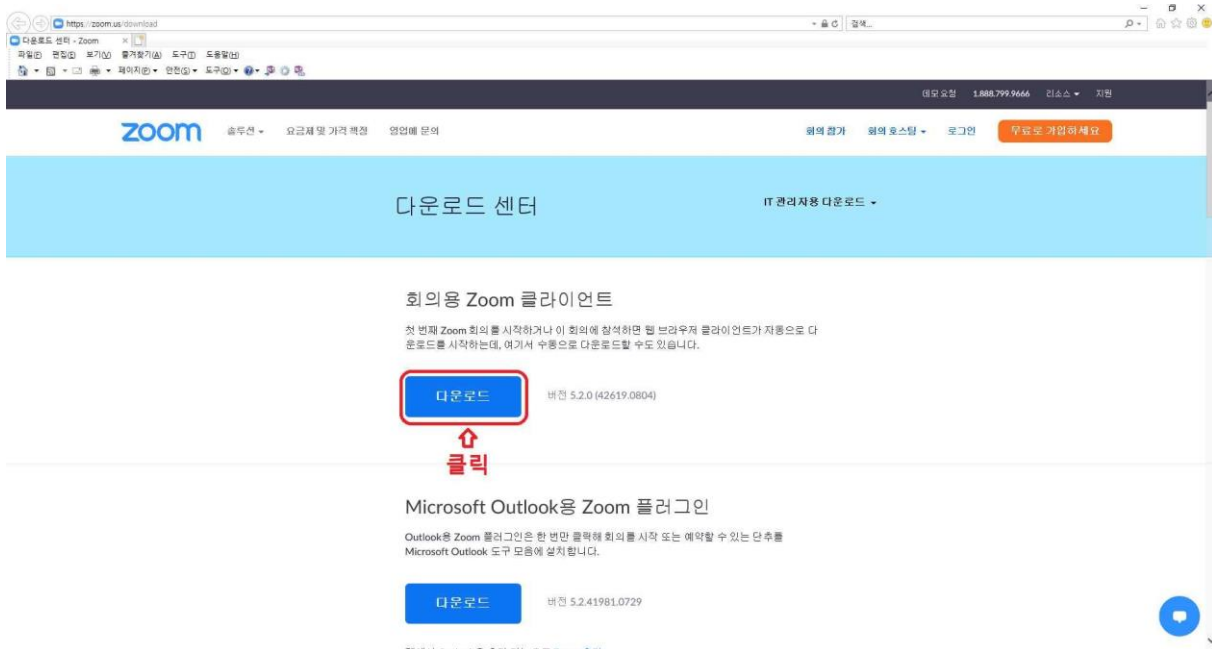 https://zoom.us/download
검색...
다운로드 센터 - Zoom
파일(F) 편집(E) 보기(V) 즐겨찾기(A) 도구(T) 도움말(H)
페이지(P) 안전(S) 도구(O)
데모 요청 1.888.799.9666 리소스 지원
zoom 솔루션 요금제 및 가격 책정 영업에 문의 회의 참가 회의 호스팅 로그인 무료로 가입하세요
다운로드 센터 IT 관리자용 다운로드
회의용 Zoom 클라이언트
첫 번째 Zoom 회의를 시작하거나 이 회의에 참석하면 웹 브라우저 클라이언트가 자동으로 다
운로드를 시작하는데, 여기서 수동으로 다운로드할 수도 있습니다.
다운로드 버전 5.2.0 (42619.0804)
클릭
Microsoft Outlook용 Zoom 플러그인
Outlook용 Zoom 플러그인은 한 번만 클릭해 회의를 시작 또는 예약할 수 있는 단추를
Microsoft Outlook 도구 모음에 설치합니다.
다운로드 버전 5.2.41981.0729